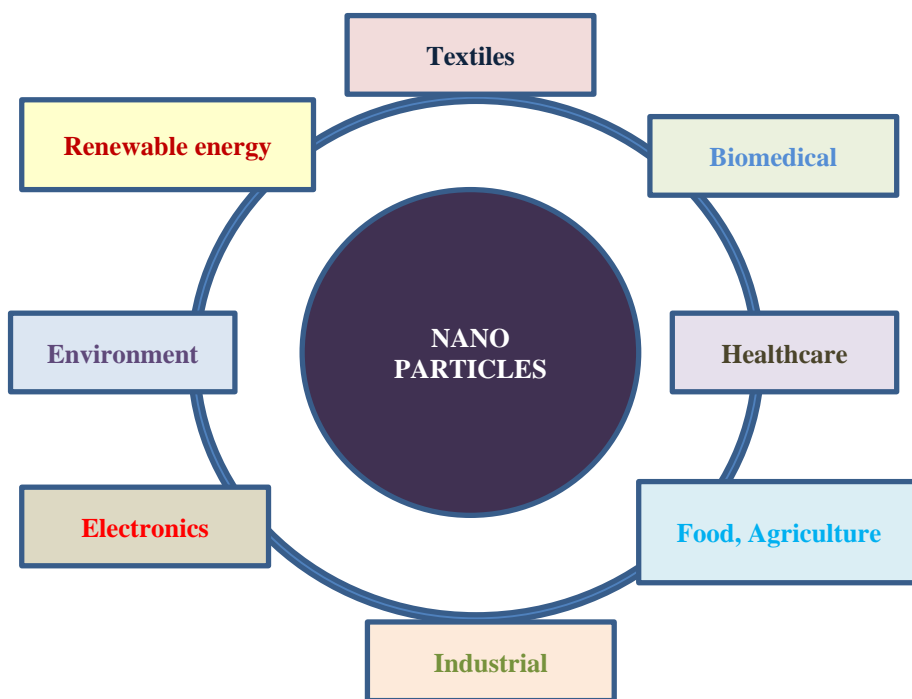 Textiles
Renewable energy
Biomedical
NANO
PARTICLES
Environment
Healthcare
Electronics
Food, Agriculture
Industrial